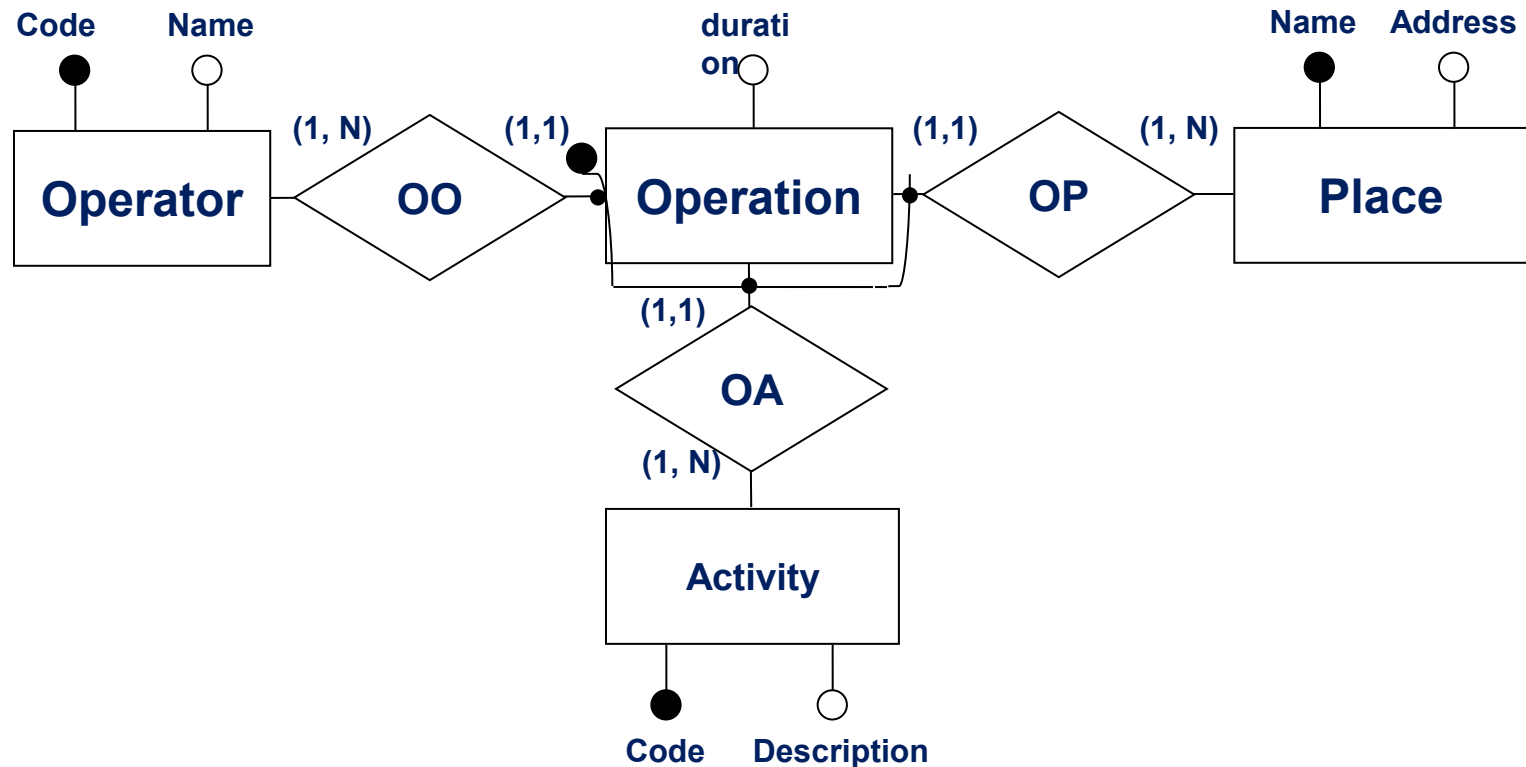 Code
Name
durati
on
Name
Address
(1, N)
(1,1)
(1,1)
(1, N)
Operator
OO
Operation
OP
Place
(1,1)
OA
(1, N)
Activity
Code
Description